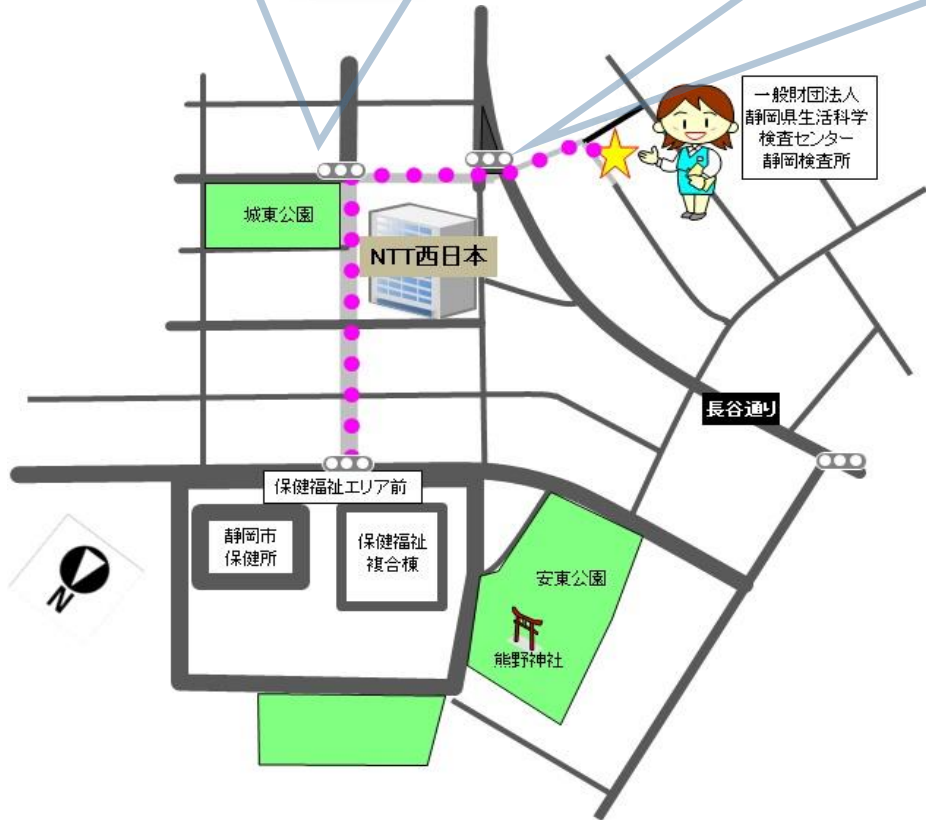 一般財団法人
静岡県生活科学
検査センター
静岡検査所
城東公園
NTT西日本
長谷通り
保健福祉エリア前
静岡市
保健所
保健福祉
複合棟
安東公園
熊野神社
N